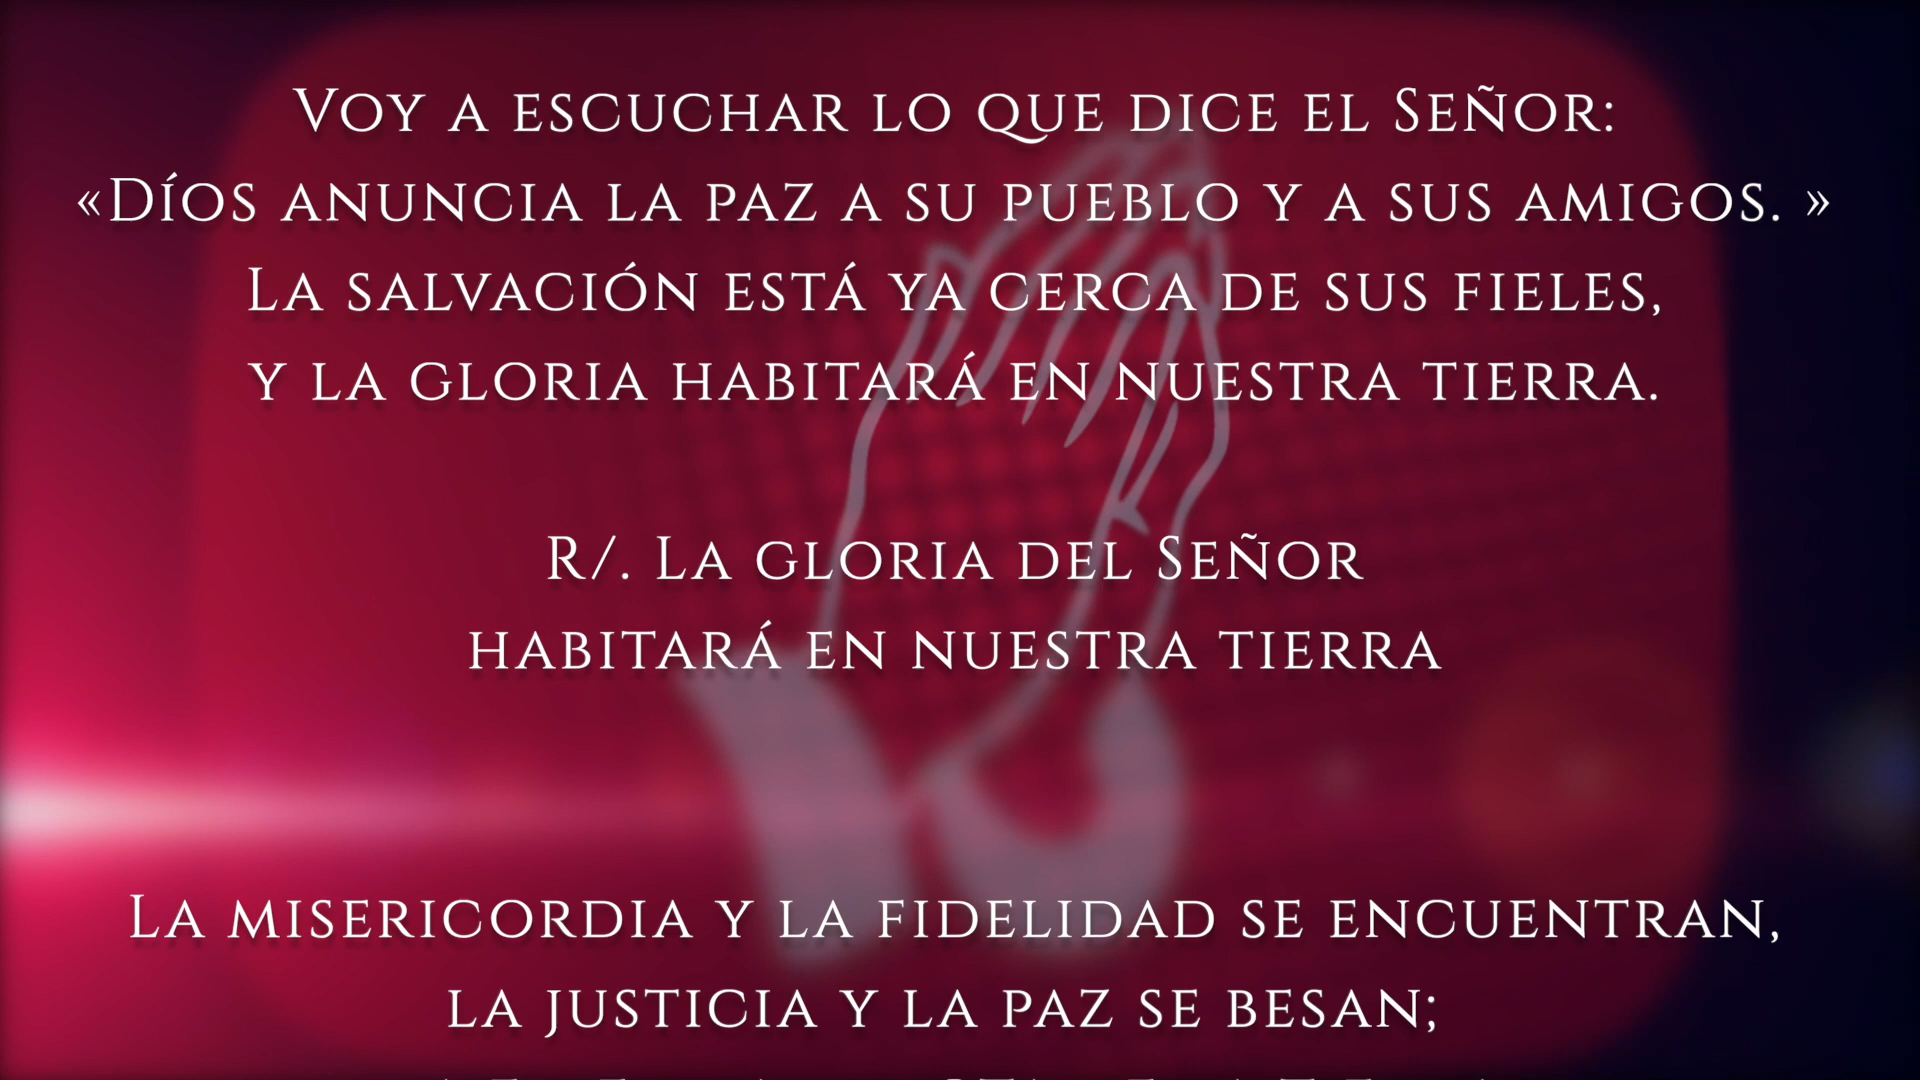 Voy a escuchar lo que dice el Señor:
«Díos anuncia la paz a su pueblo y a sus amigos. »
La salvación está ya cerca de sus fieles,
y la gloria habitará en nuestra tierra.
R/. La gloria del Señor
habitará en nuestra tierra
La misericordia y la fidelidad se encuentran,
la justicia y la paz se besan;